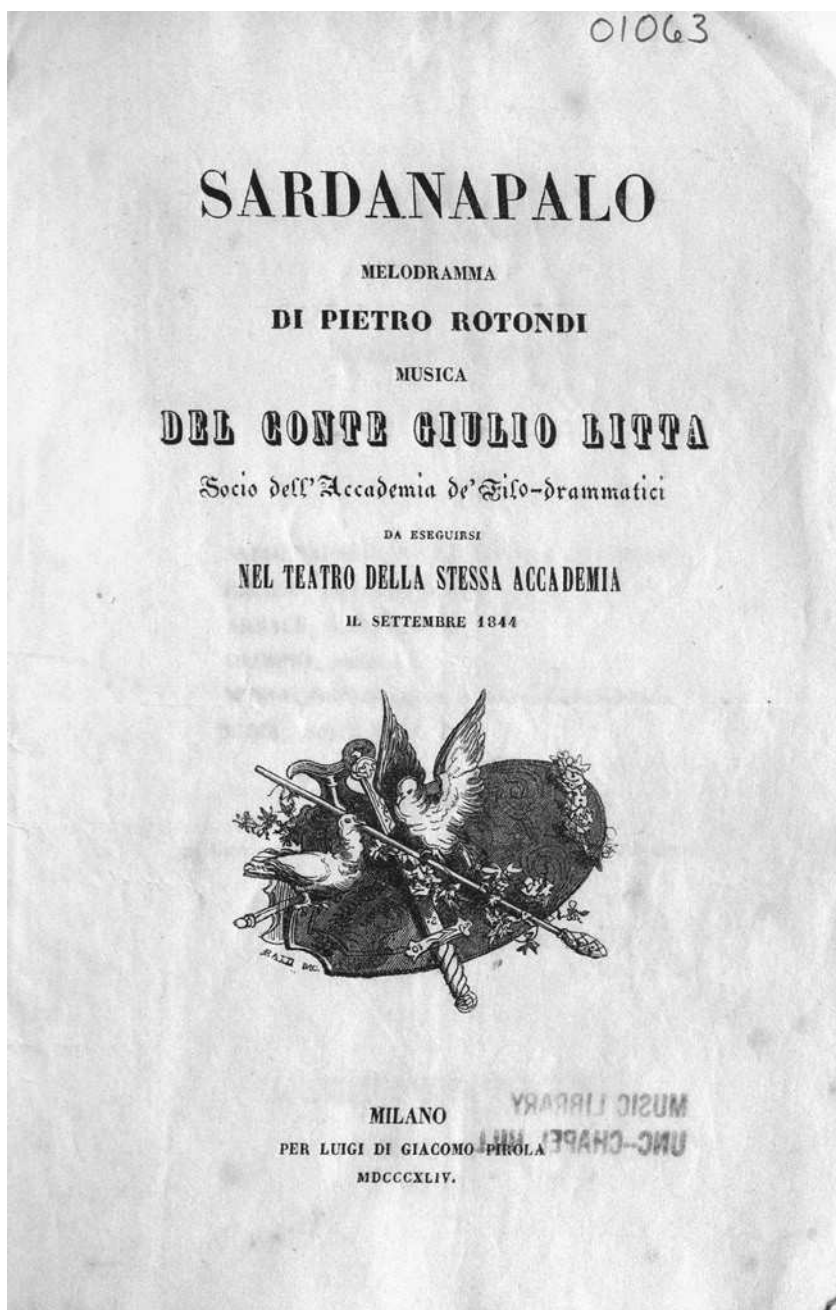 01063
SARDANAPALO
MELODRAMMA
DI PIETRO ROTONDI
MUSICA
DEL CONTE GIULIO LITTA
Socio dell'Accademia de' Filo-drammatici
DA ESEGUIRSI
NEL TEATRO DELLA STESSA ACCADEMIA
IL SETTEMBRE 1844
MILANO
PER LUIGI DI GIACOMO PIROLA
MDCCCXLIV.
MUSIC LIBRARY
UNC-CHAPEL HILL